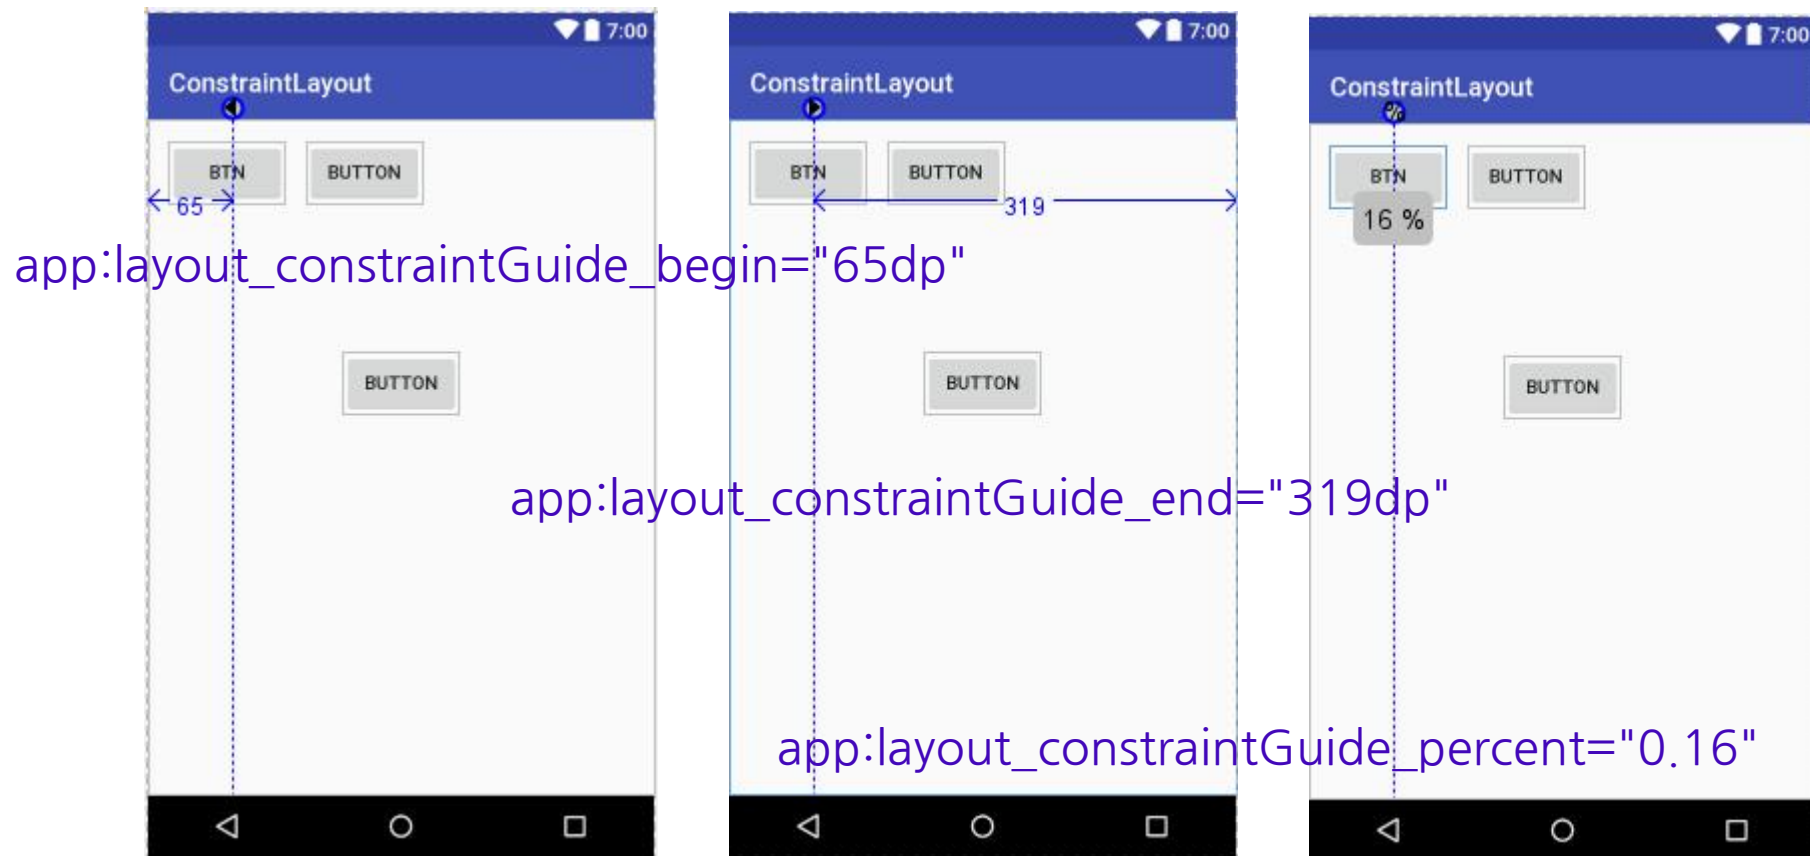 7:00
ConstraintLayout
BTN
BUTTON
65
BUTTON
7:00
ConstraintLayout
BTN
BUTTON
319
BUTTON
7:00
ConstraintLayout
%
BTN
BUTTON
16 %
BUTTON
app:layout_constraintGuide_begin="65dp"
app:layout_constraintGuide_end="319dp"
app:layout_constraintGuide_percent="0.16"